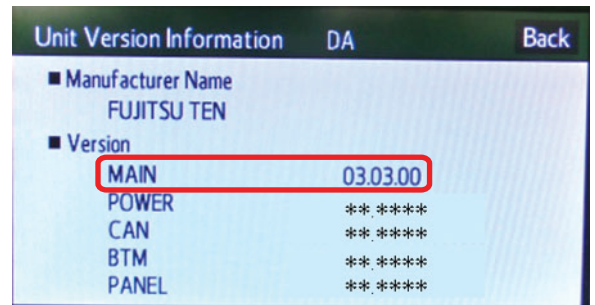 Unit Version Information DA Back
■ Manufacturer Name
FUJITSU TEN
■ Version
MAIN 03.03.00
POWER **.****
CAN **.****
BTM **.****
PANEL **.****